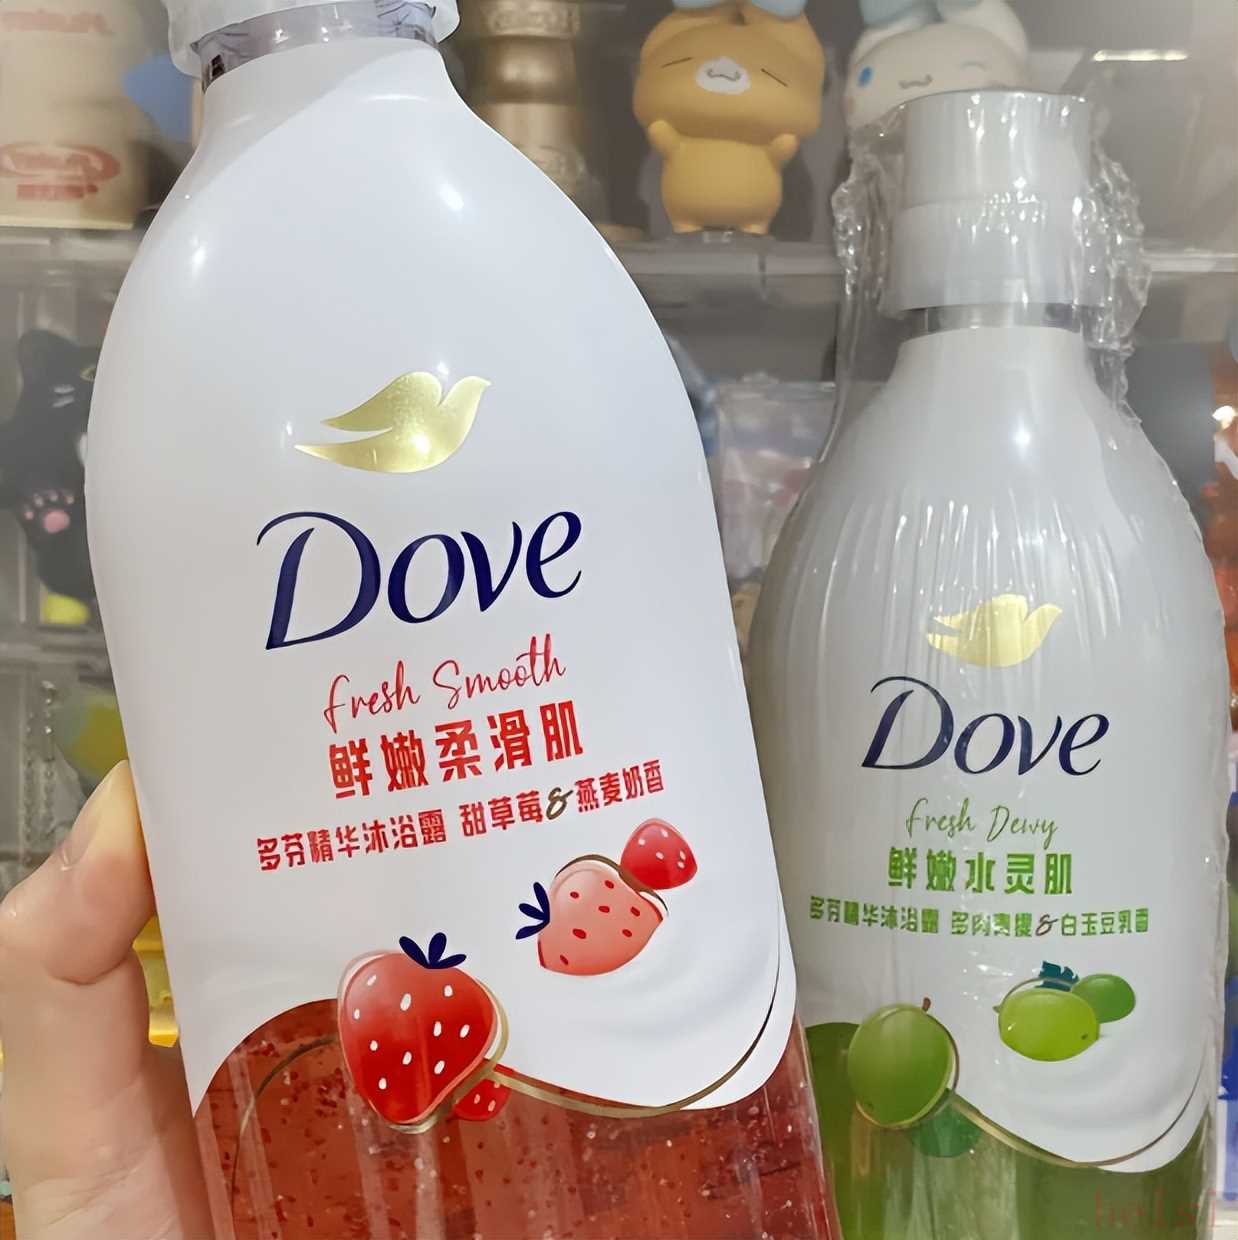 Dove
Fresh Smooth
鲜嫩柔滑肌
多芬精华沐浴露 甜草莓&燕麦奶香
Dove
Fresh Dewy
鲜嫩水灵肌
多芬精华沐浴露 多肉青提&白玉豆乳香